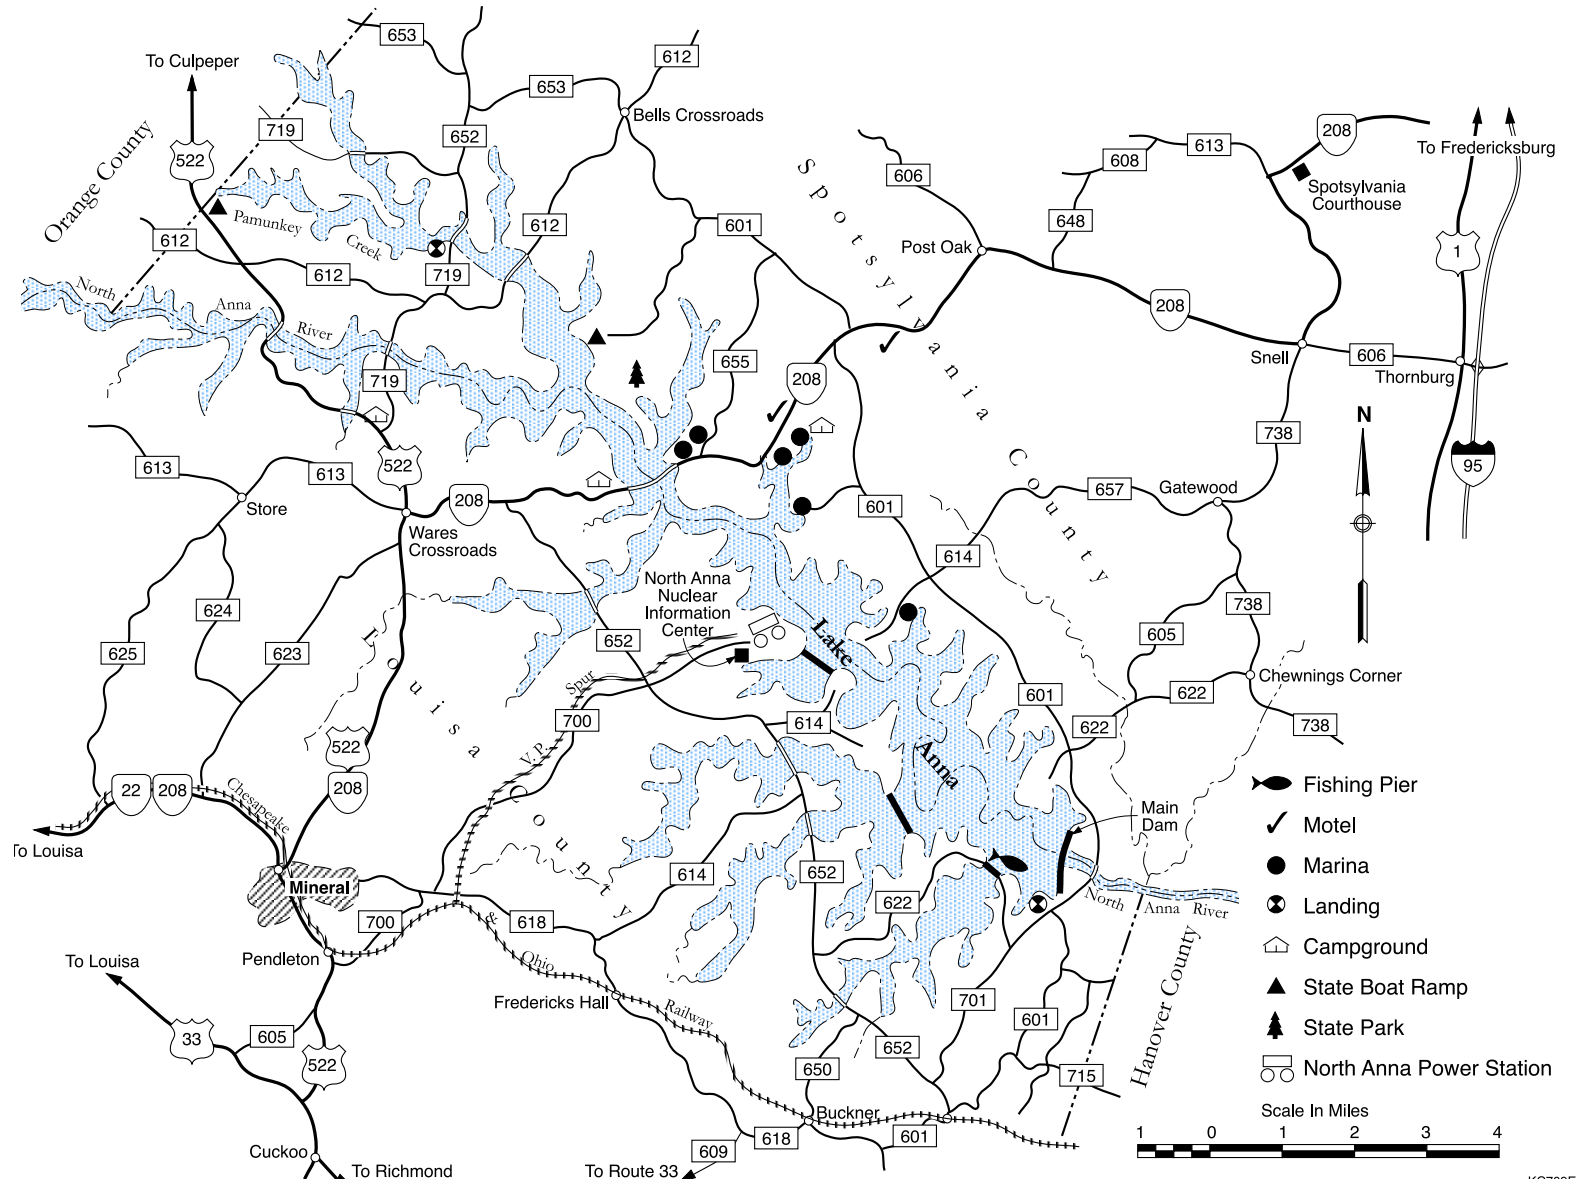 653
612
To Culpeper
653
Bells Crossroads
719
652
522
208
613
608
To Fredericksburg
606
Spotsylvania
Courthouse
Orange County
Pamunkey
Creek
612
612
601
648
Post Oak
1
612
719
North
Anna
River
208
Spotsylvania County
Snell
606
Thornburg
655
208
719
N
738
613
613
522
95
Store
208
Wares
Crossroads
601
657
Gatewood
614
North Anna
Nuclear
Information
Center
624
652
738
605
625
623
Lake
Anna
Louisa County
Spur
V.P.
601
622
Chewnings Corner
700
614
622
738
522
22
208
208
Chesapeake
&
Ohio
Railway
To Louisa
Main
Dam
Mineral
614
652
622
North
Anna
River
700
618
Pendleton
To Louisa
Fredericks Hall
701
601
Hanover County
33
605
522
652
650
715
Buckner
618
601
609
Cuckoo
To Richmond
To Route 33
Fishing Pier
Motel
Marina
Landing
Campground
State Boat Ramp
State Park
North Anna Power Station
Scale In Miles
1 0 1 2 3 4